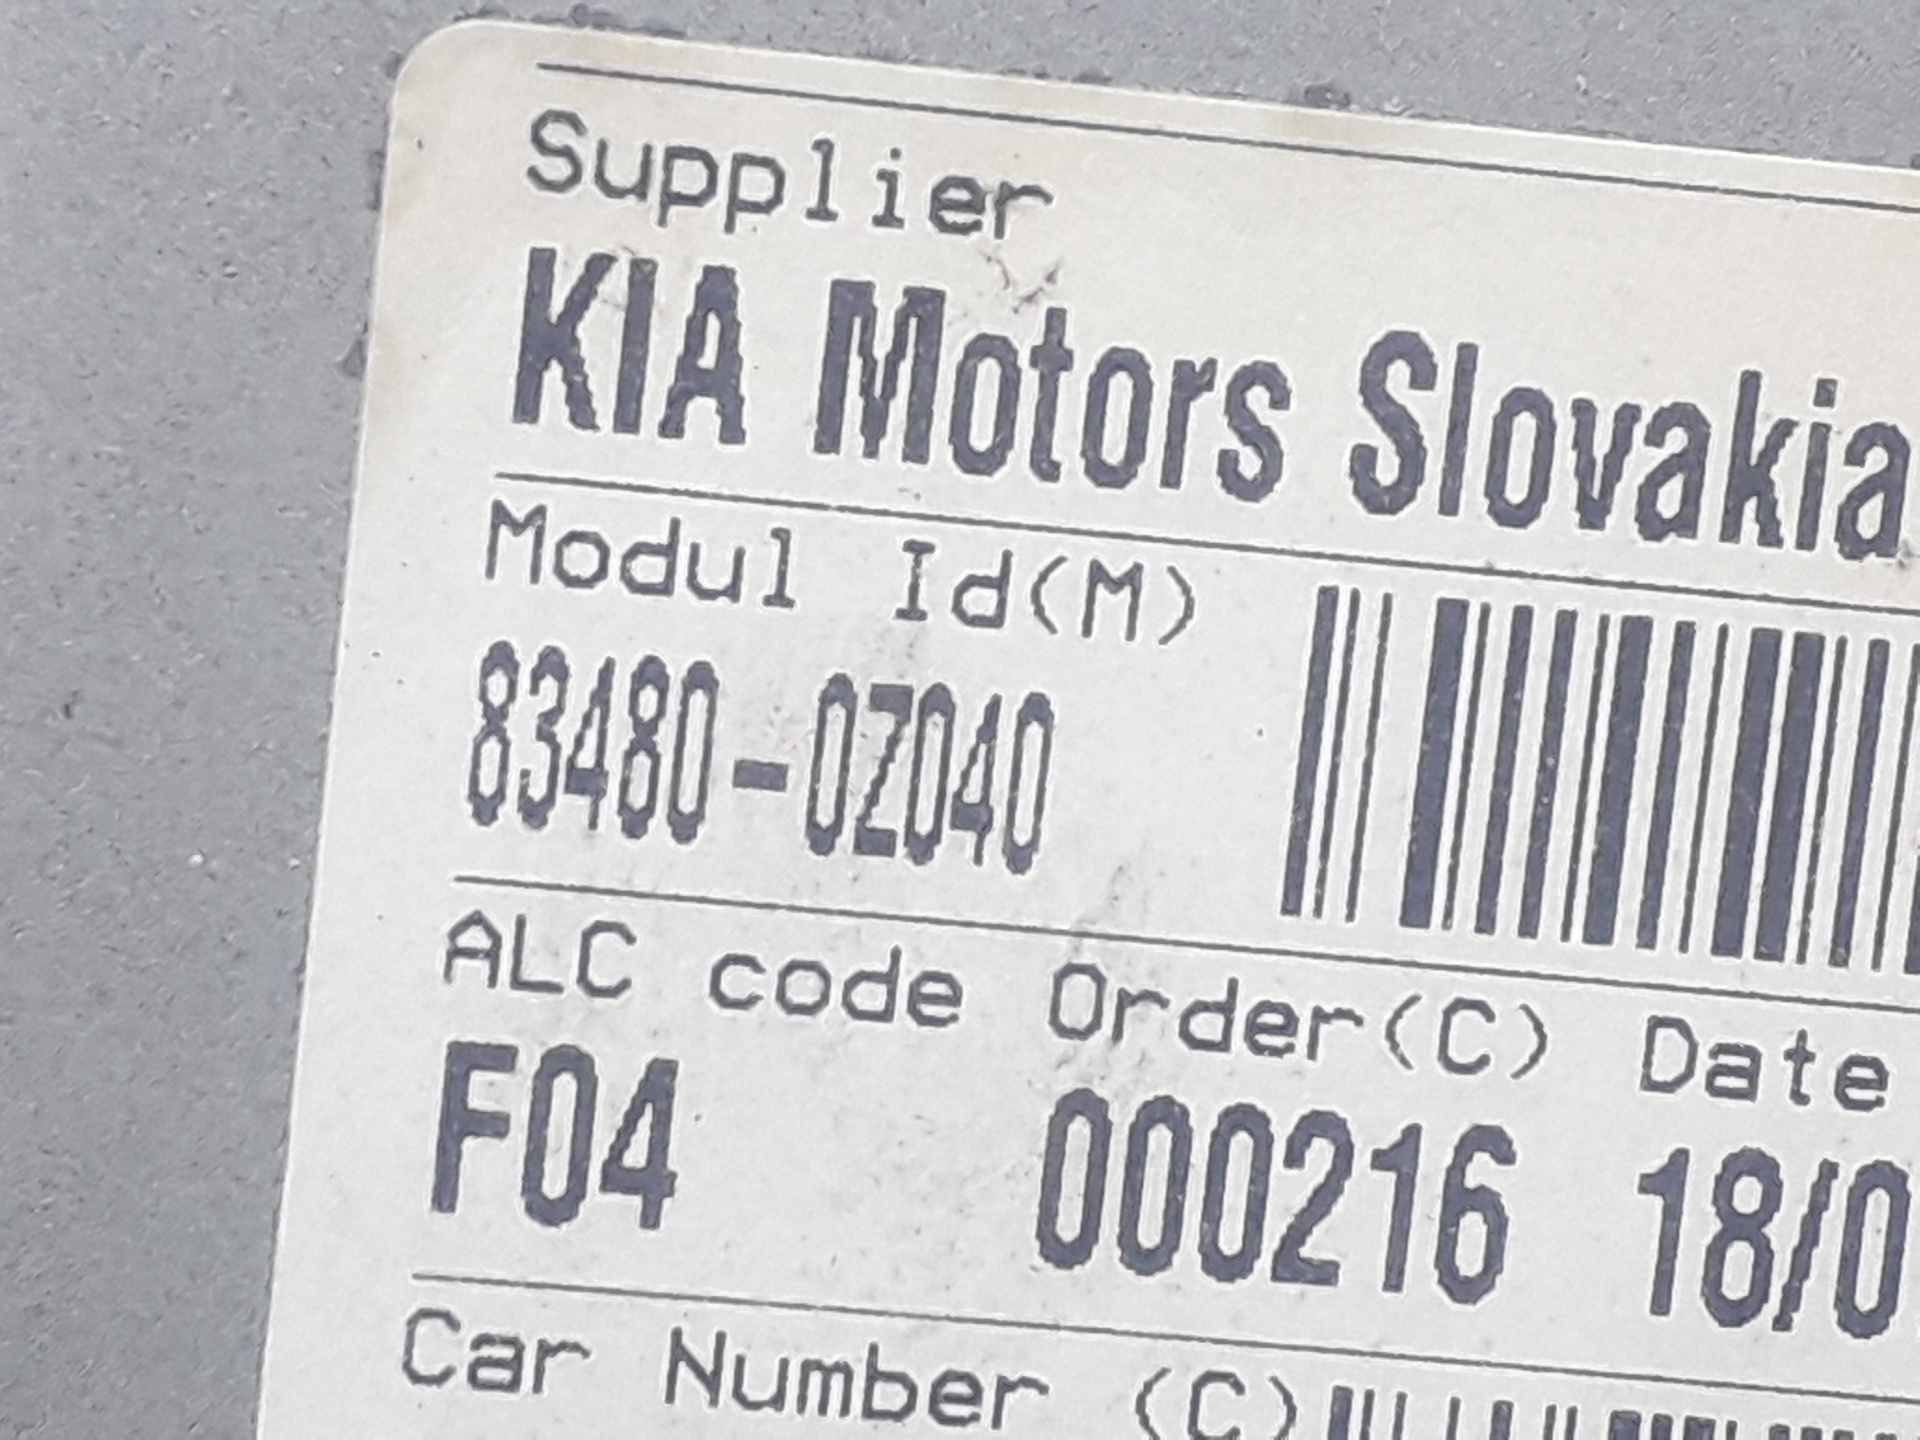 Supplier
KIA Motors Slovakia
Modul Id(M)
83480-0Z040
ALC code Order(C) Date
F04 000216 18/0
Car Number (C)